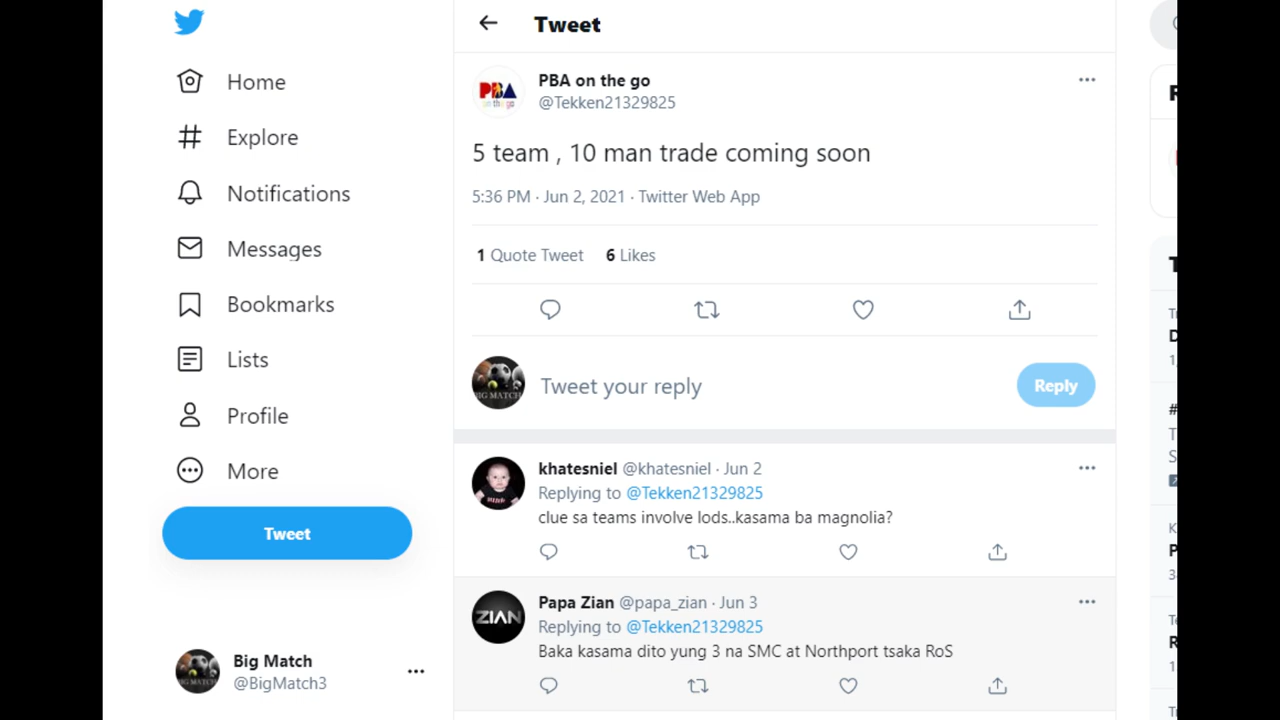 Tweet
Home
Explore
Notifications
Messages
Bookmarks
Lists
Profile
More
Tweet
Big Match
@BigMatch3
PBA on the go
@Tekken21329825
5 team , 10 man trade coming soon
5:36 PM · Jun 2, 2021 · Twitter Web App
1 Quote Tweet 6 Likes
Tweet your reply
Reply
khatesniel @khatesniel · Jun 2
Replying to @Tekken21329825
clue sa teams involve lods..kasama ba magnolia?
ZIAN
Papa Zian @papa_zian · Jun 3
Replying to @Tekken21329825
Baka kasama dito yung 3 na SMC at Northport tsaka RoS